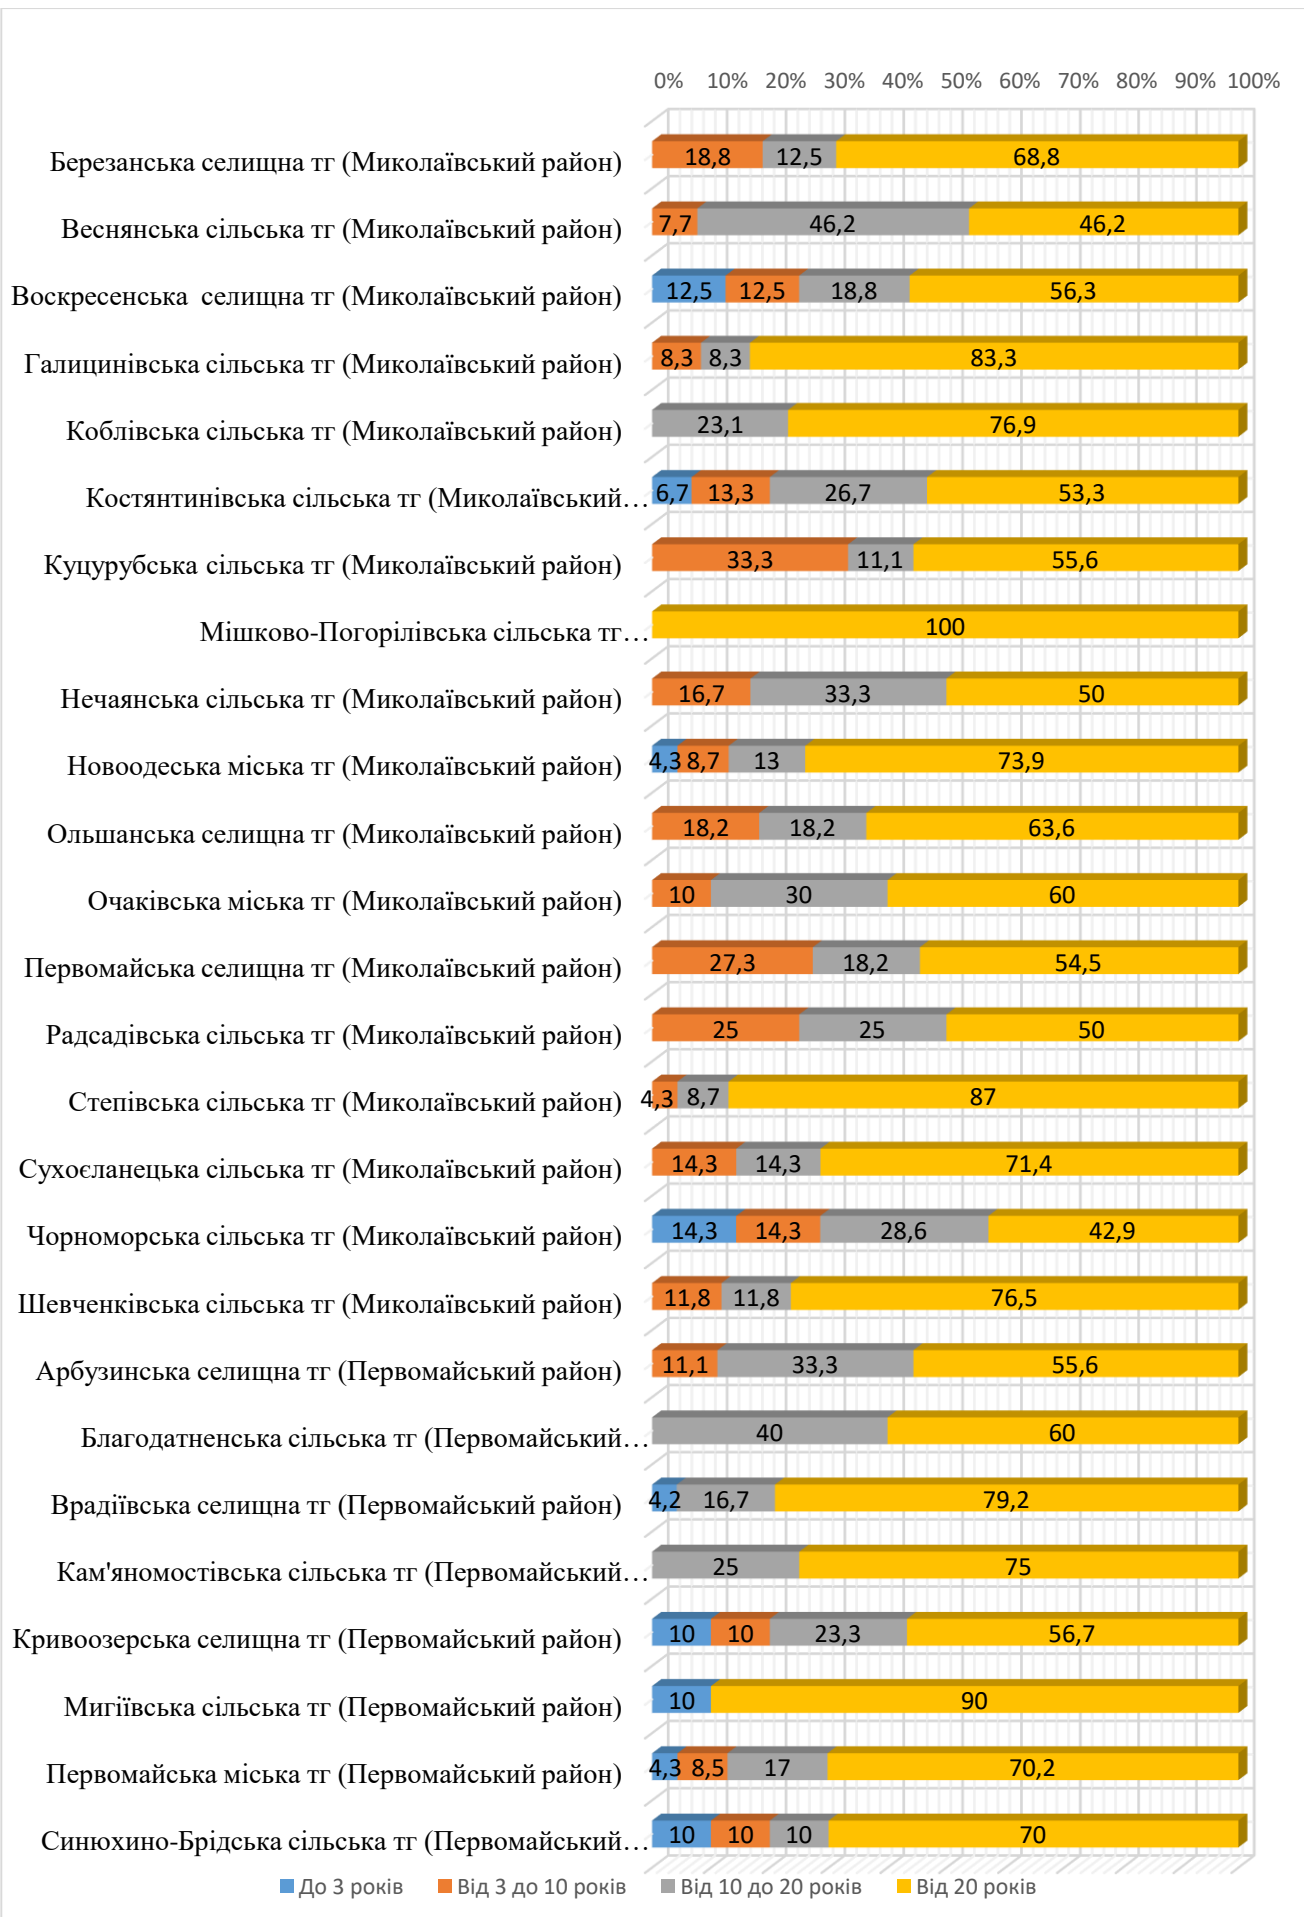 0% 10% 20% 30% 40% 50% 60% 70% 80% 90% 100%
Березанська селищна тг (Миколаївський район) 18,8 12,5 68,8
Веснянська сільська тг (Миколаївський район) 7,7 46,2 46,2
Воскресенська селищна тг (Миколаївський район) 12,5 12,5 18,8 56,3
Галицинівська сільська тг (Миколаївський район) 8,3 8,3 83,3
Коблівська сільська тг (Миколаївський район) 23,1 76,9
Костянтинівська сільська тг (Миколаївський… 6,7 13,3 26,7 53,3
Куцурубська сільська тг (Миколаївський район) 33,3 11,1 55,6
Мішково-Погорілівська сільська тг… 100
Нечаянська сільська тг (Миколаївський район) 16,7 33,3 50
Новоодеська міська тг (Миколаївський район) 4,3 8,7 13 73,9
Ольшанська селищна тг (Миколаївський район) 18,2 18,2 63,6
Очаківська міська тг (Миколаївський район) 10 30 60
Первомайська селищна тг (Миколаївський район) 27,3 18,2 54,5
Радсадівська сільська тг (Миколаївський район) 25 25 50
Степівська сільська тг (Миколаївський район) 4,3 8,7 87
Сухоєланецька сільська тг (Миколаївський район) 14,3 14,3 71,4
Чорноморська сільська тг (Миколаївський район) 14,3 14,3 28,6 42,9
Шевченківська сільська тг (Миколаївський район) 11,8 11,8 76,5
Арбузинська селищна тг (Первомайський район) 11,1 33,3 55,6
Благодатненська сільська тг (Первомайський… 40 60
Врадіївська селищна тг (Первомайський район) 4,2 16,7 79,2
Кам'яномостівська сільська тг (Первомайський… 25 75
Кривоозерська селищна тг (Первомайський район) 10 10 23,3 56,7
Мигіївська сільська тг (Первомайський район) 10 90
Первомайська міська тг (Первомайський район) 4,3 8,5 17 70,2
Синюхино-Брідська сільська тг (Первомайський… 10 10 10 70
До 3 років Від 3 до 10 років Від 10 до 20 років Від 20 років